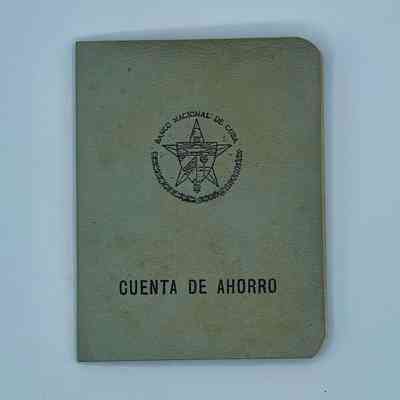 BANCO NACIONAL DE CUBA
CUENTA DE AHORRO